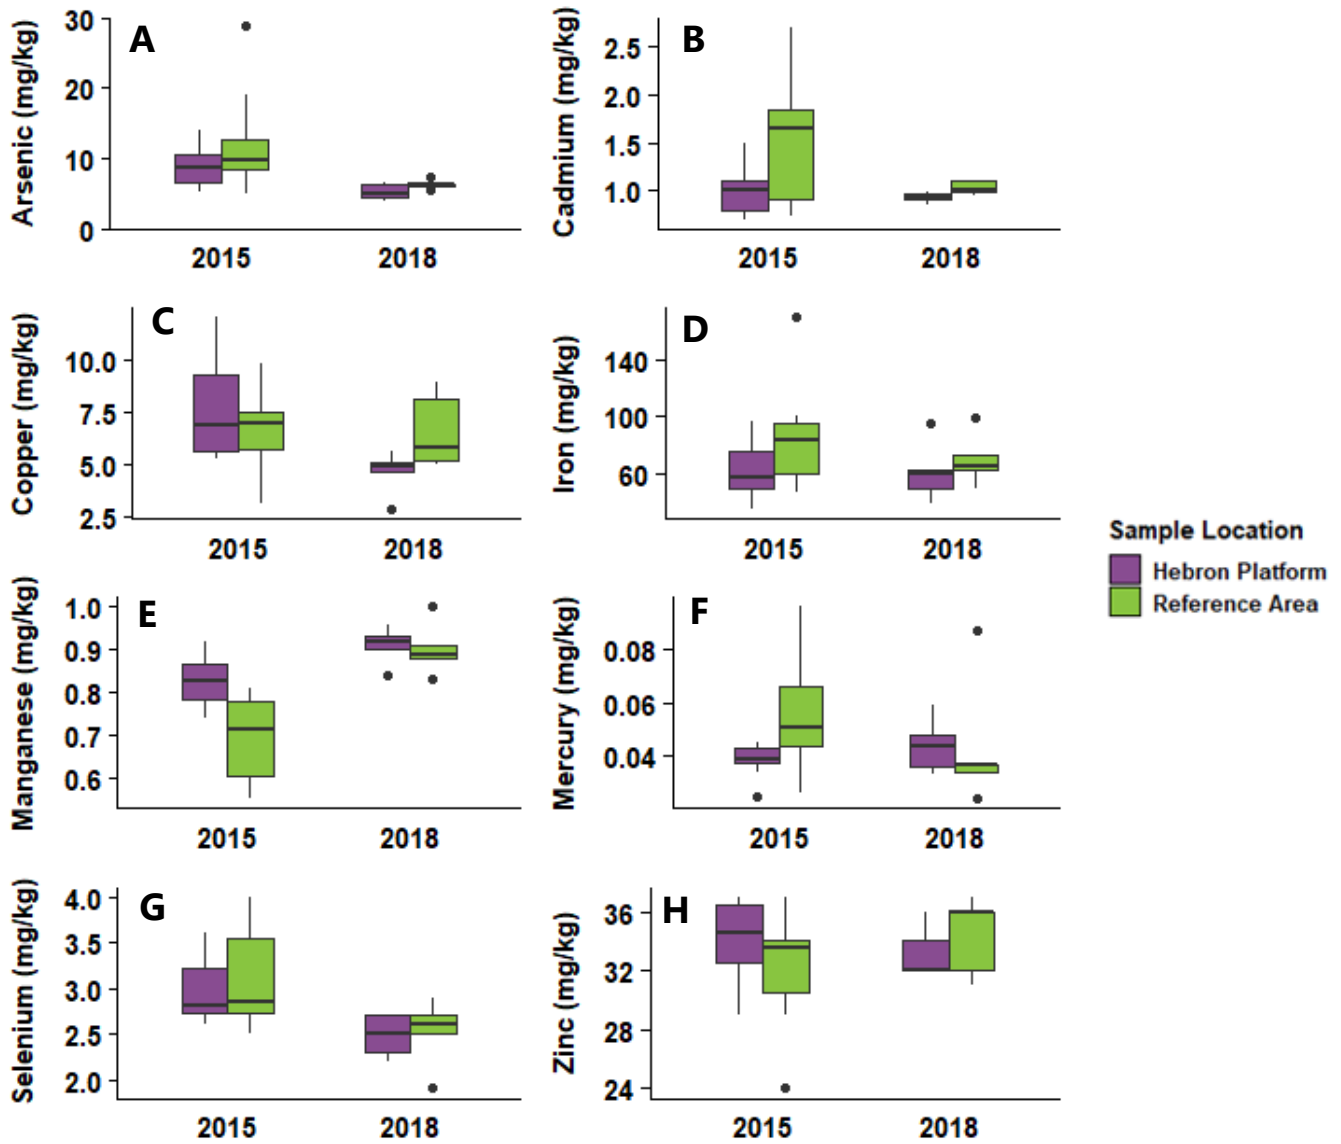 A
Arsenic (mg/kg)
30
20
10
0
2015
2018
B
Cadmium (mg/kg)
2.5
2.0
1.5
1.0
2015
2018
C
Copper (mg/kg)
10.0
7.5
5.0
2.5
2015
2018
D
Iron (mg/kg)
140
100
60
2015
2018
Sample Location
Hebron Platform
Reference Area
E
Manganese (mg/kg)
1.0
0.9
0.8
0.7
0.6
2015
2018
F
Mercury (mg/kg)
0.08
0.06
0.04
2015
2018
G
Selenium (mg/kg)
4.0
3.5
3.0
2.5
2.0
2015
2018
H
Zinc (mg/kg)
36
32
28
24
2015
2018